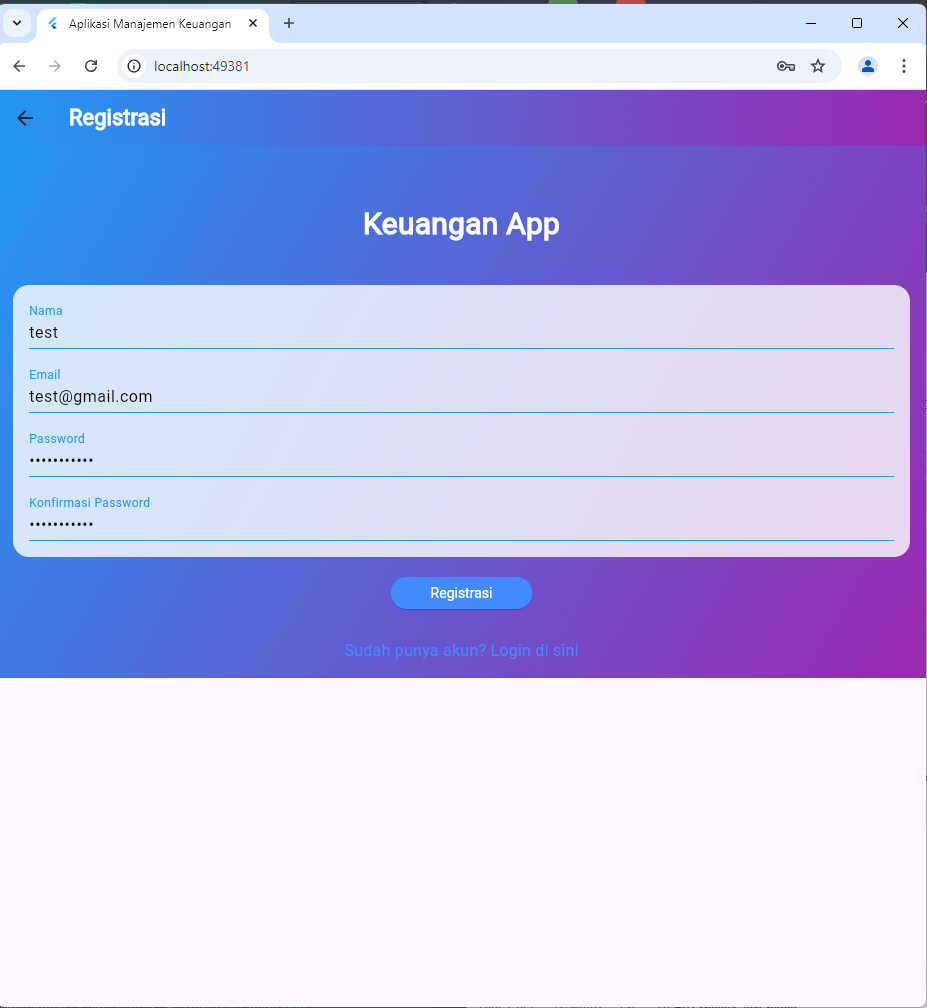 Aplikasi Manajemen Keuangan
localhost:49381
Registrasi
Keuangan App
Nama
test
Email
test@gmail.com
Password
•••••••••••
Konfirmasi Password
•••••••••••
Registrasi
Sudah punya akun? Login di sini